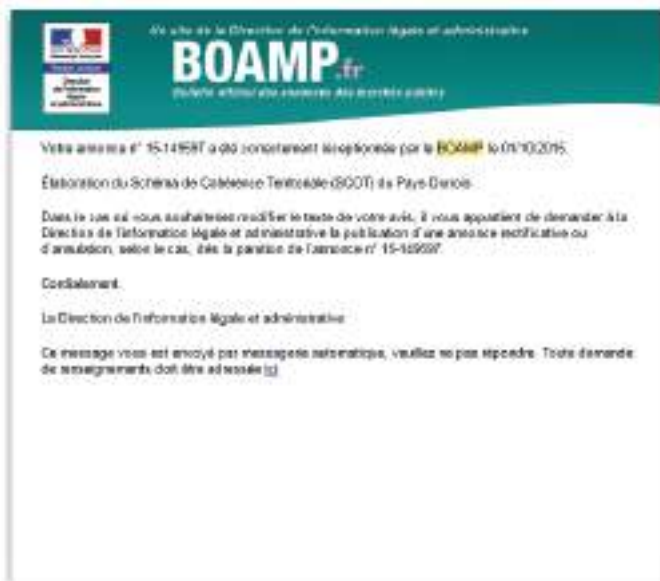 Un site de la Direction de l'information légale et administrative
BOAMP.fr
Bulletin officiel des annonces des marchés publics
Votre annonce n° 15-149597 a été correctement réceptionnée par le BOAMP le 01/10/2015.
Élaboration du Schéma de Cohérence Territoriale (SCOT) du Pays Dunois
Dans le cas où vous souhaiteriez modifier le texte de votre avis, il vous appartient de demander à la
Direction de l'information légale et administrative la publication d'une annonce rectificative ou
d'annulation, selon le cas, dès la parution de l'annonce n° 15-149597.
Cordialement.
La Direction de l'information légale et administrative
Ce message vous est envoyé par messagerie automatique, veuillez ne pas répondre. Toute demande
de renseignements doit être adressée ici